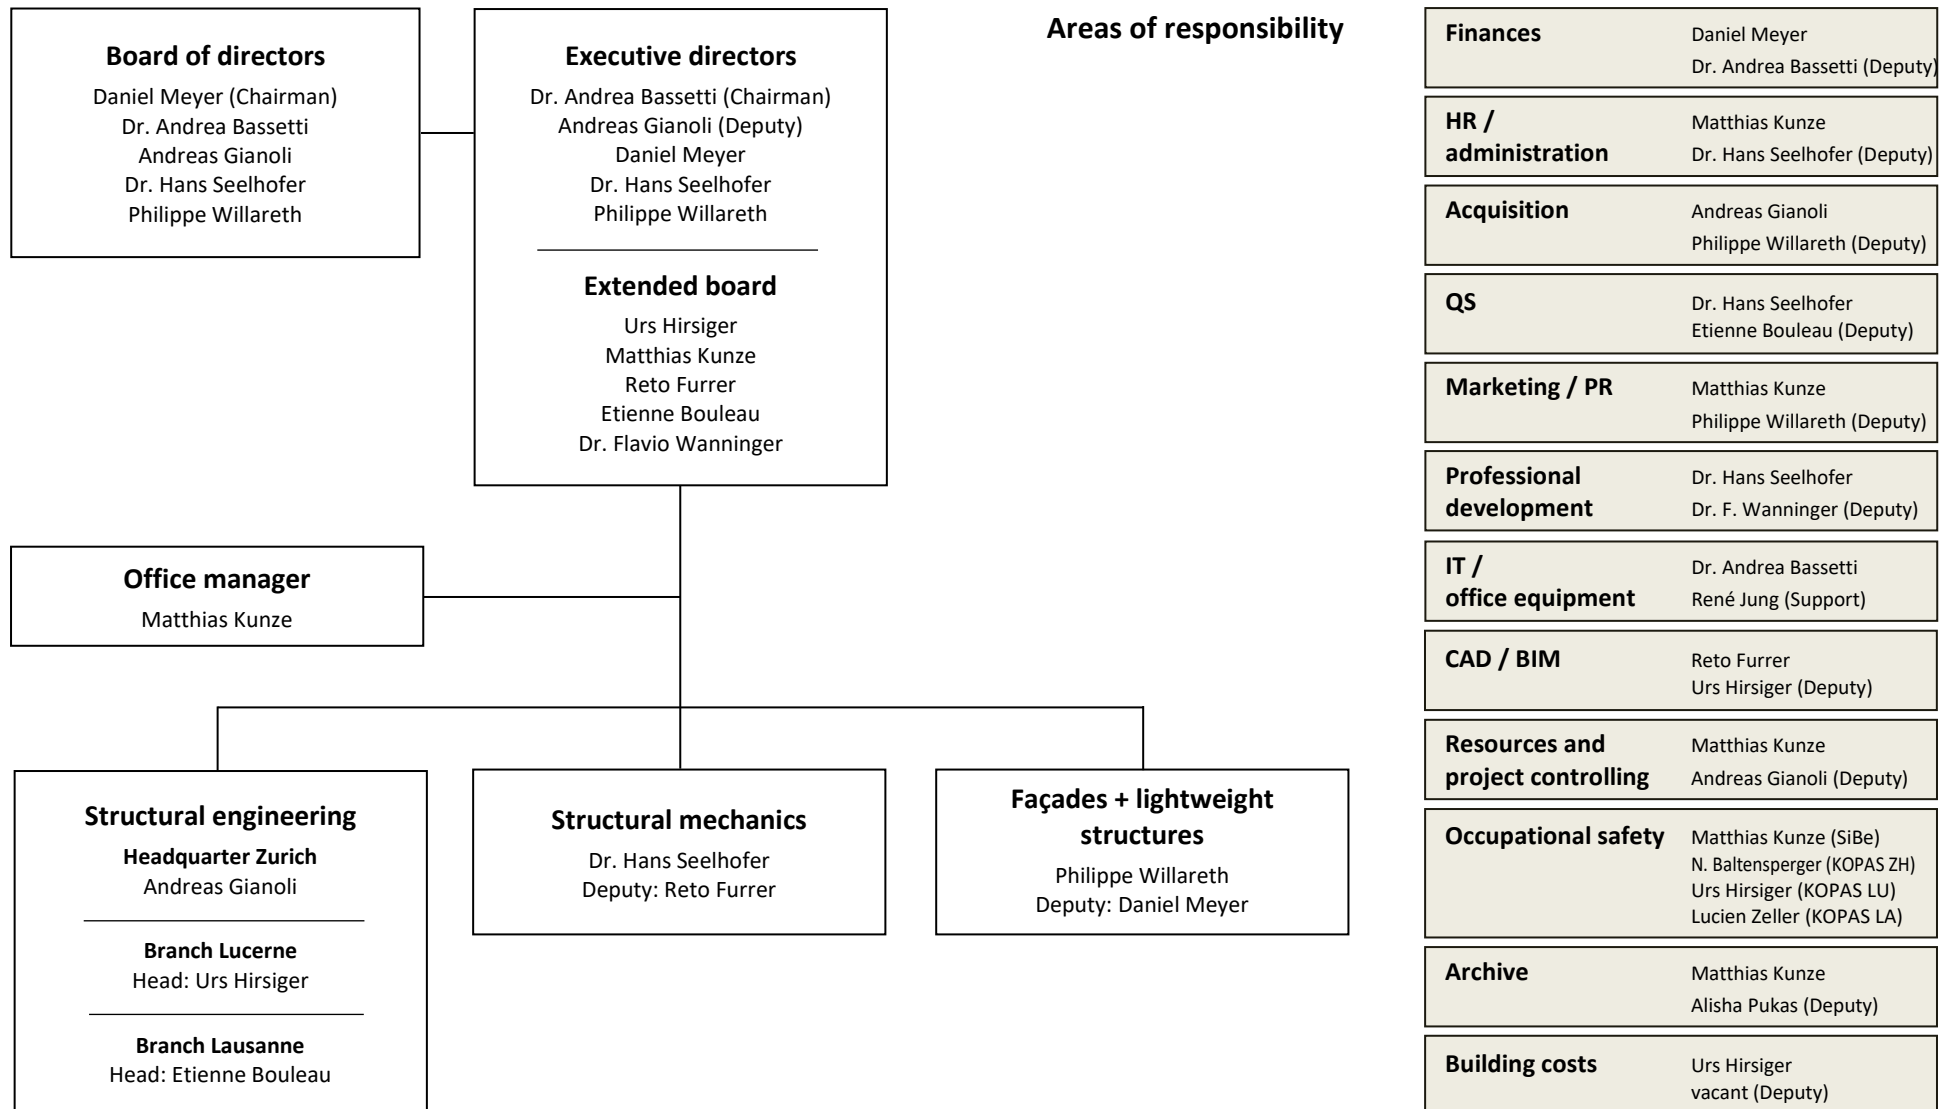 Board of directors
Daniel Meyer (Chairman)
Dr. Andrea Bassetti
Andreas Gianoli
Dr. Hans Seelhofer
Philippe Willareth
Executive directors
Dr. Andrea Bassetti (Chairman)
Andreas Gianoli (Deputy)
Daniel Meyer
Dr. Hans Seelhofer
Philippe Willareth
Extended board
Urs Hirsiger
Matthias Kunze
Reto Furrer
Etienne Bouleau
Dr. Flavio Wanninger
Office manager
Matthias Kunze
Structural engineering
Headquarter Zurich
Andreas Gianoli
Branch Lucerne
Head: Urs Hirsiger
Branch Lausanne
Head: Etienne Bouleau
Structural mechanics
Dr. Hans Seelhofer
Deputy: Reto Furrer
Façades + lightweight
structures
Philippe Willareth
Deputy: Daniel Meyer
Areas of responsibility
Finances
Daniel Meyer
Dr. Andrea Bassetti (Deputy)
HR /
administration
Matthias Kunze
Dr. Hans Seelhofer (Deputy)
Acquisition
Andreas Gianoli
Philippe Willareth (Deputy)
QS
Dr. Hans Seelhofer
Etienne Bouleau (Deputy)
Marketing / PR
Matthias Kunze
Philippe Willareth (Deputy)
Professional
development
Dr. Hans Seelhofer
Dr. F. Wanninger (Deputy)
IT /
office equipment
Dr. Andrea Bassetti
René Jung (Support)
CAD / BIM
Reto Furrer
Urs Hirsiger (Deputy)
Resources and
project controlling
Matthias Kunze
Andreas Gianoli (Deputy)
Occupational safety
Matthias Kunze (SiBe)
N. Baltensperger (KOPAS ZH)
Urs Hirsiger (KOPAS LU)
Lucien Zeller (KOPAS LA)
Archive
Matthias Kunze
Alisha Pukas (Deputy)
Building costs
Urs Hirsiger
vacant (Deputy)